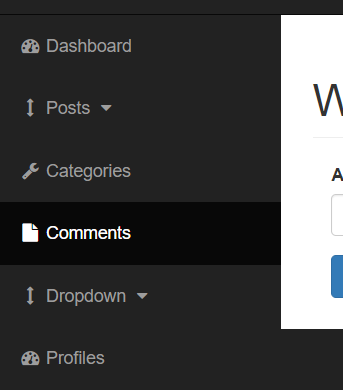 Dashboard
W
Posts
Categories
A
Comments
Dropdown
Profiles